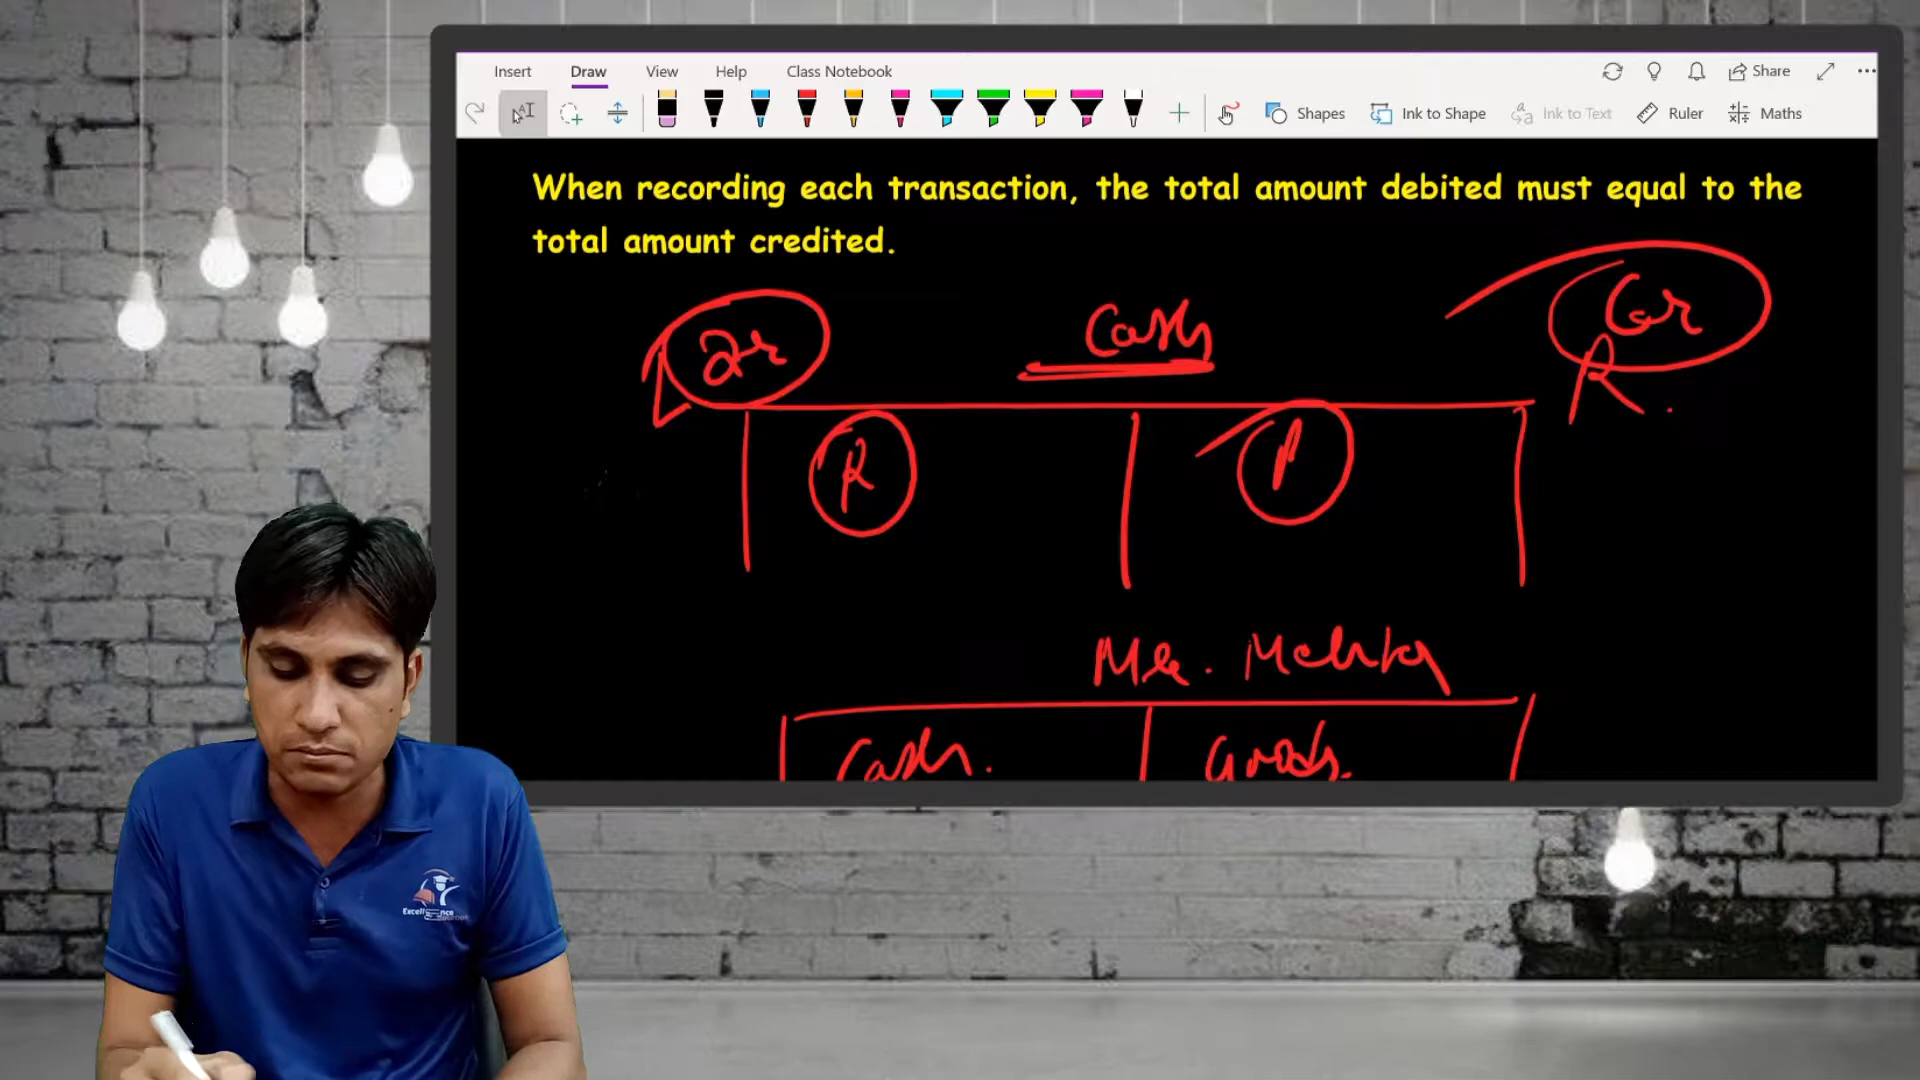 Insert Draw View Help Class Notebook Share
Shapes Ink to Shape Ink to Text Ruler Maths
When recording each transaction, the total amount debited must equal to the
total amount credited.
Dr Cash Cr
R.
R P
Mr. Mehta
Cash. Goods.